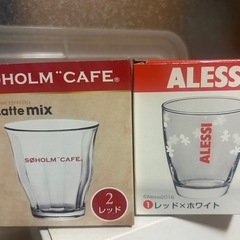 SØHOLM ¨CAFE®
Latte mix
SØHOLM ¨CAFE.
2
レッド
ALESSI
ALESSI
1 レッド×ホワイト